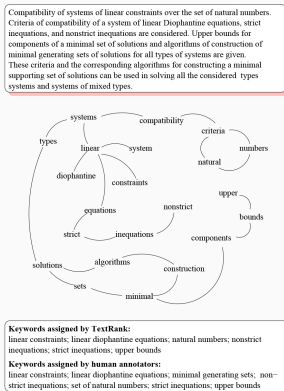 Compatibility of systems of linear constraints over the set of natural numbers.
Criteria of compatibility of a system of linear Diophantine equations, strict
inequations, and nonstrict inequations are considered. Upper bounds for
components of a minimal set of solutions and algorithms of construction of
minimal generating sets of solutions for all types of systems are given.
These criteria and the corresponding algorithms for constructing a minimal
supporting set of solutions can be used in solving all the considered types
systems and systems of mixed types.
systems
compatibility
criteria
types
linear
system
numbers
natural
diophantine
constraints
upper
nonstrict
equations
bounds
strict
inequations
components
solutions
algorithms
construction
sets
minimal
Keywords assigned by TextRank:
linear constraints; linear diophantine equations; natural numbers; nonstrict
inequations; strict inequations; upper bounds
Keywords assigned by human annotators:
linear constraints; linear diophantine equations; minimal generating sets; non−
strict inequations; set of natural numbers; strict inequations; upper bounds